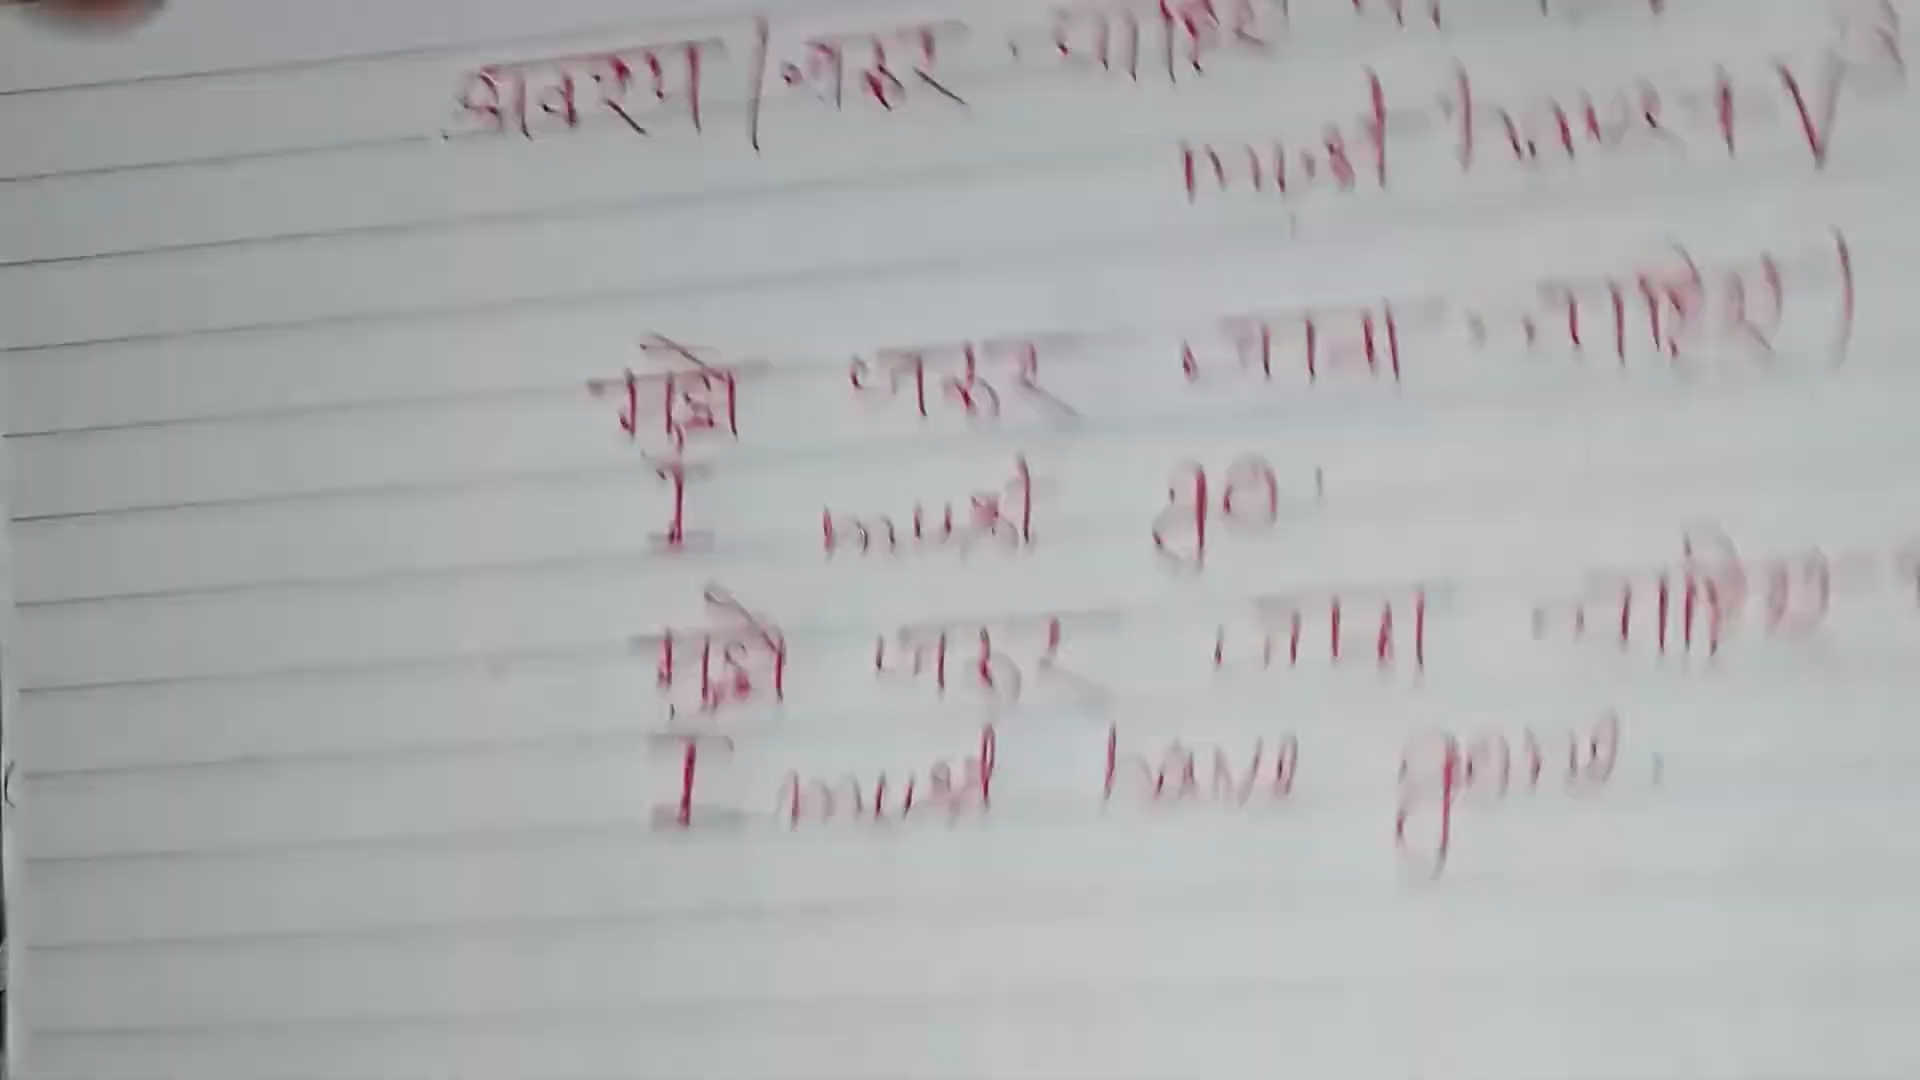 अवश्य / जरूर चाहिए
must have + V³
मुझे जरूर जाना चाहिए।
I must go.
मुझे जरूर जाना चाहिए
I must have gone.